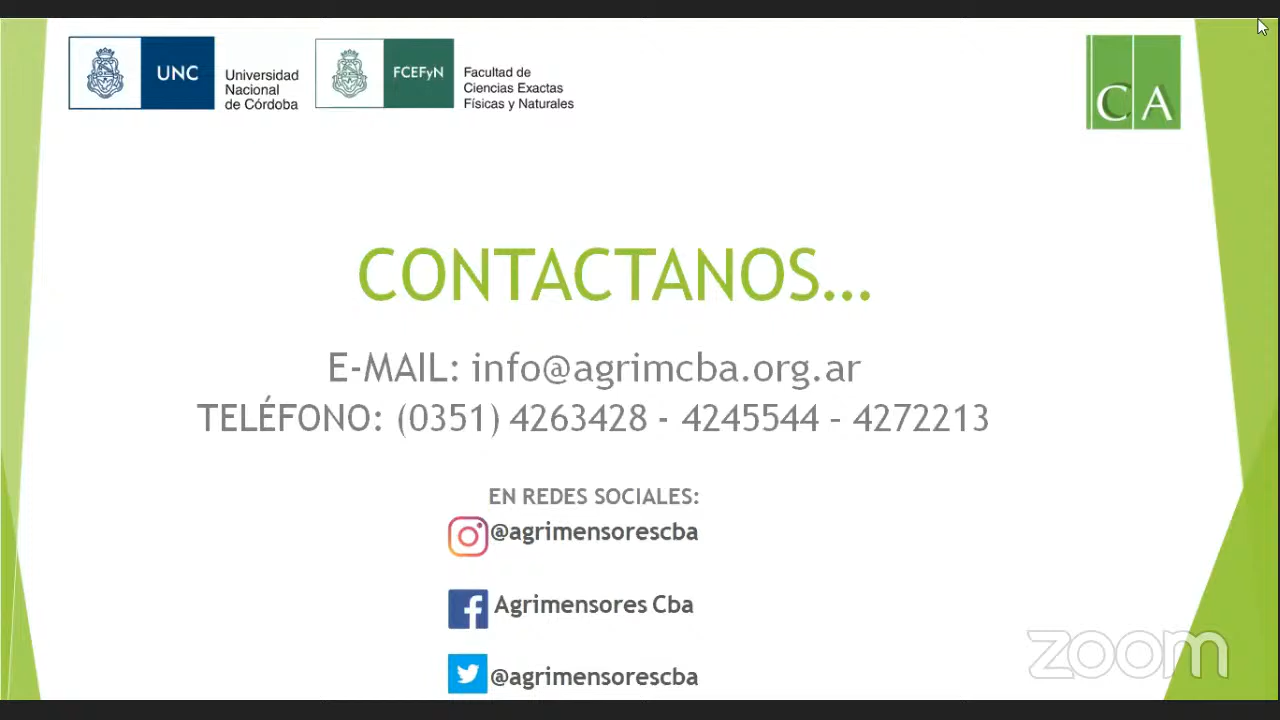 UNC
Universidad
Nacional
de Córdoba
FCEFyN
Facultad de
Ciencias Exactas
Físicas y Naturales
CA
CONTACTANOS...
E-MAIL: info@agrimcba.org.ar
TELÉFONO: (0351) 4263428 - 4245544 - 4272213
EN REDES SOCIALES:
@agrimensorescba
Agrimensores Cba
@agrimensorescba
zoom